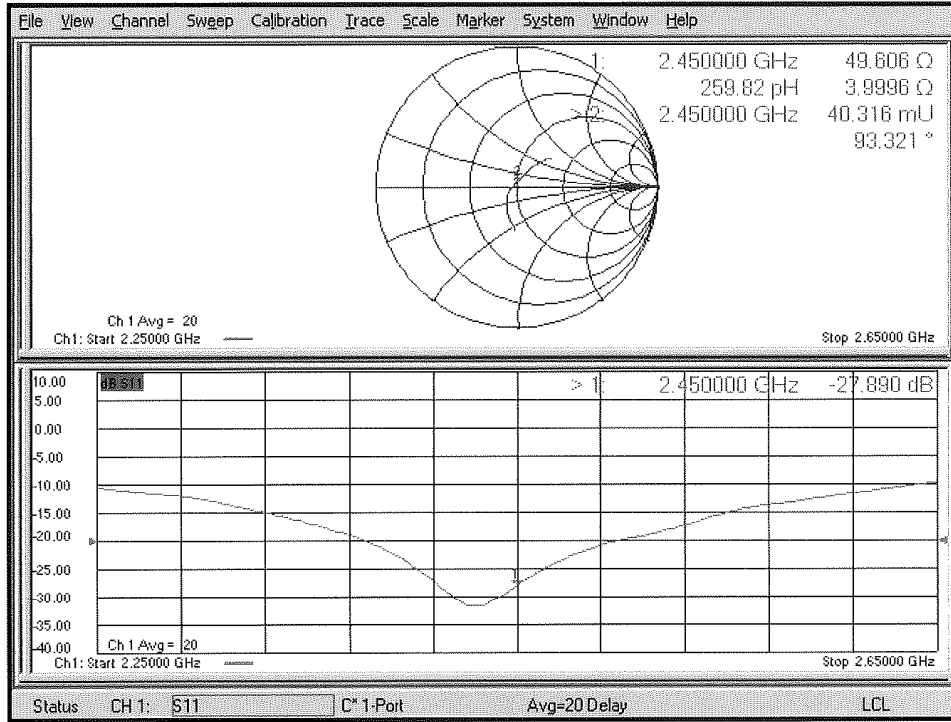 File View Channel Sweep Calibration Trace Scale Marker System Window Help
1: 2.450000 GHz 49.606 Ω
259.82 pH 3.9996 Ω
> 2: 2.450000 GHz 40.316 mU
93.321 °
Ch 1 Avg = 20
Ch1: Start 2.25000 GHz
Stop 2.65000 GHz
10.00 dB S11 > 1: 2.450000 GHz -27.890 dB
5.00
0.00
-5.00
-10.00
-15.00
-20.00
-25.00
1
-30.00
-35.00
-40.00 Ch 1 Avg = 20
Ch1: Start 2.25000 GHz
Stop 2.65000 GHz
Status CH 1: S11 C* 1-Port Avg=20 Delay LCL